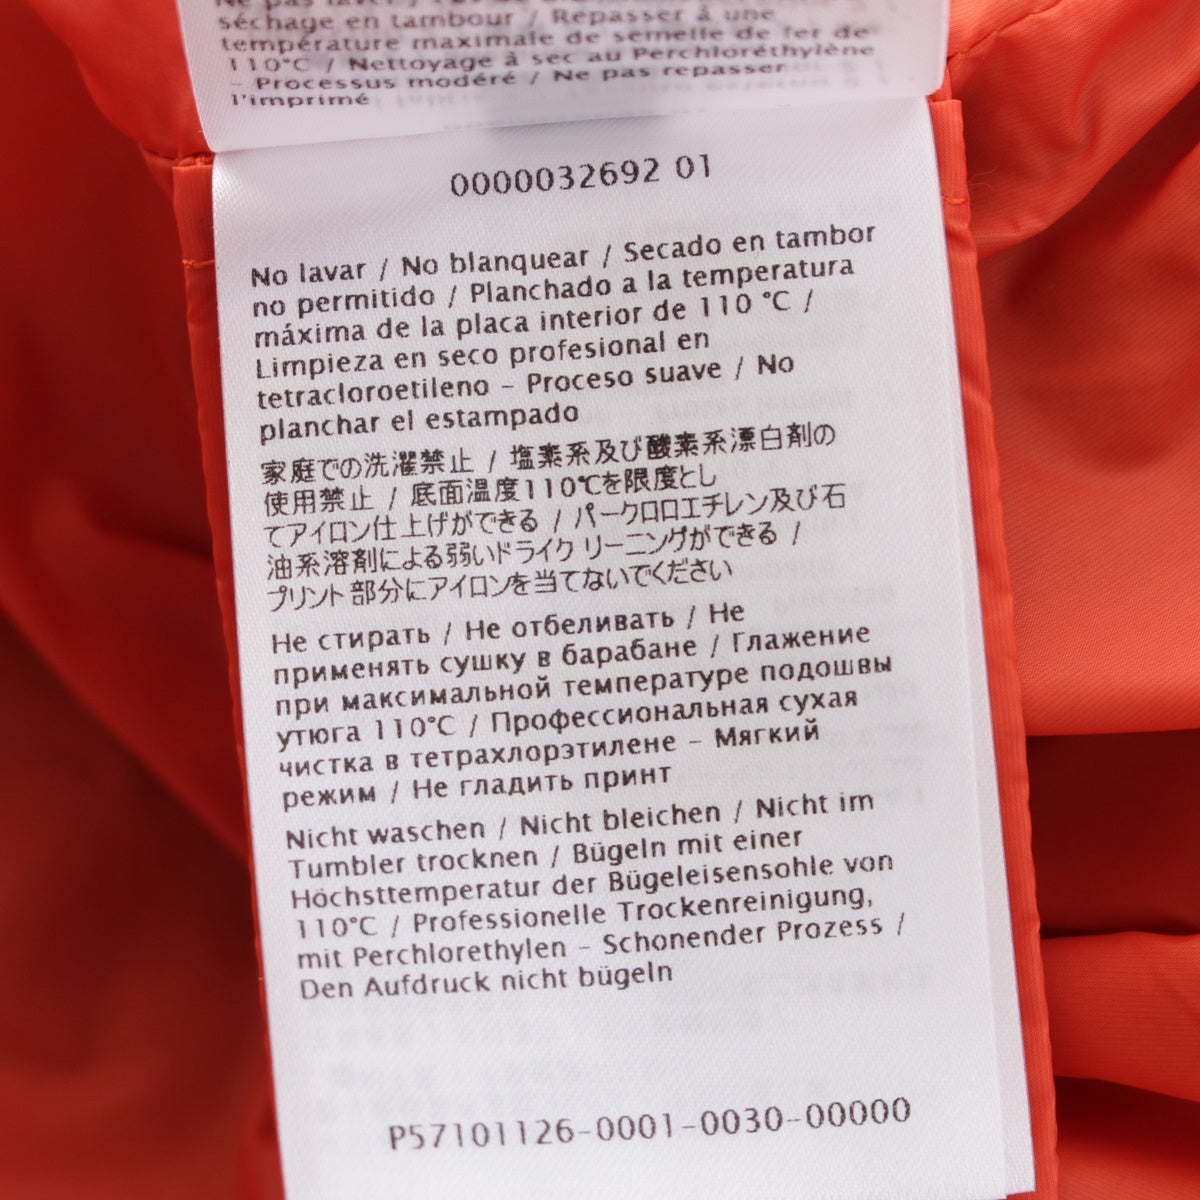 séchage en tambour / Repasser à une
température maximale de semelle de fer de
110°C / Nettoyage à sec au Perchloréthylène
– Processus modéré / Ne pas repasser
l'imprimé
0000032692 01
No lavar / No blanquear / Secado en tambor
no permitido / Planchado a la temperatura
máxima de la placa interior de 110 °C /
Limpieza en seco profesional en
tetracloroetileno – Proceso suave / No
planchar el estampado
家庭での洗濯禁止 / 塩素系及び酸素系漂白剤の
使用禁止 / 底面温度110℃を限度とし
てアイロン仕上げができる / パークロロエチレン及び石
油系溶剤による弱いドライクリーニングができる /
プリント部分にアイロンを当てないでください
Не стирать / Не отбеливать / Не
применять сушку в барабане / Глажение
при максимальной температуре подошвы
утюга 110°C / Профессиональная сухая
чистка в тетрахлорэтилене – Мягкий
режим / Не гладить принт
Nicht waschen / Nicht bleichen / Nicht im
Tumbler trocknen / Bügeln mit einer
Höchsttemperatur der Bügeleisensohle von
110°C / Professionelle Trockenreinigung,
mit Perchlorethylen – Schonender Prozess /
Den Aufdruck nicht bügeln
P57101126-0001-0030-00000